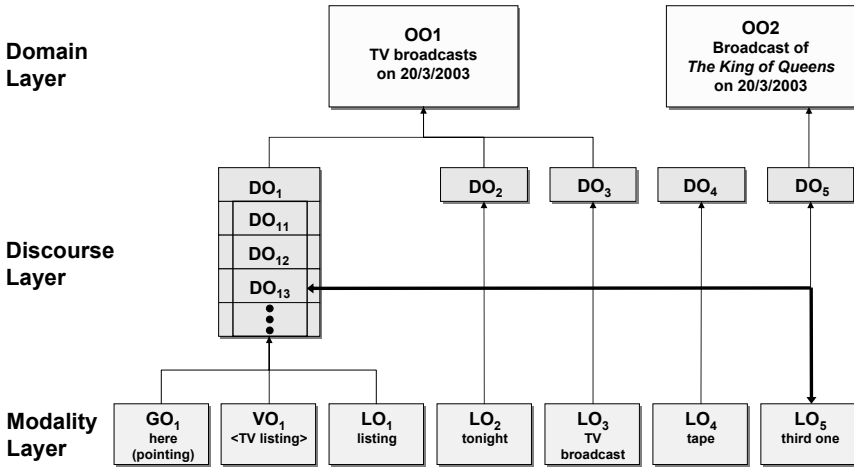 Domain
Layer
OO1
TV broadcasts
on 20/3/2003
OO2
Broadcast of
The King of Queens
on 20/3/2003
Discourse
Layer
DO1
DO11
DO12
DO13
DO2
DO3
DO4
DO5
Modality
Layer
GO1
here
(pointing)
VO1
<TV listing>
LO1
listing
LO2
tonight
LO3
TV
broadcast
LO4
tape
LO5
third one